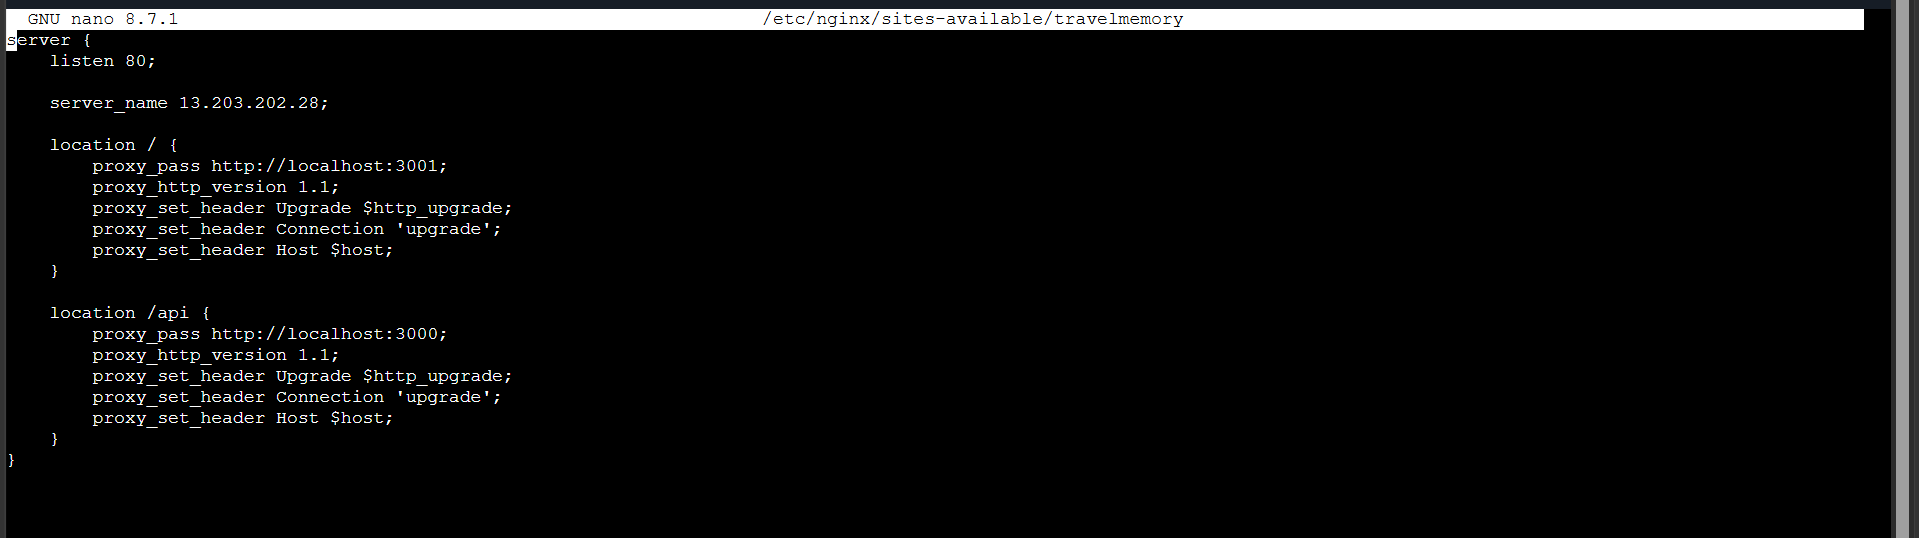 GNU nano 8.7.1 /etc/nginx/sites-available/travelmemory
server {
    listen 80;

    server_name 13.203.202.28;

    location / {
        proxy_pass http://localhost:3001;
        proxy_http_version 1.1;
        proxy_set_header Upgrade $http_upgrade;
        proxy_set_header Connection 'upgrade';
        proxy_set_header Host $host;
    }

    location /api {
        proxy_pass http://localhost:3000;
        proxy_http_version 1.1;
        proxy_set_header Upgrade $http_upgrade;
        proxy_set_header Connection 'upgrade';
        proxy_set_header Host $host;
    }
}